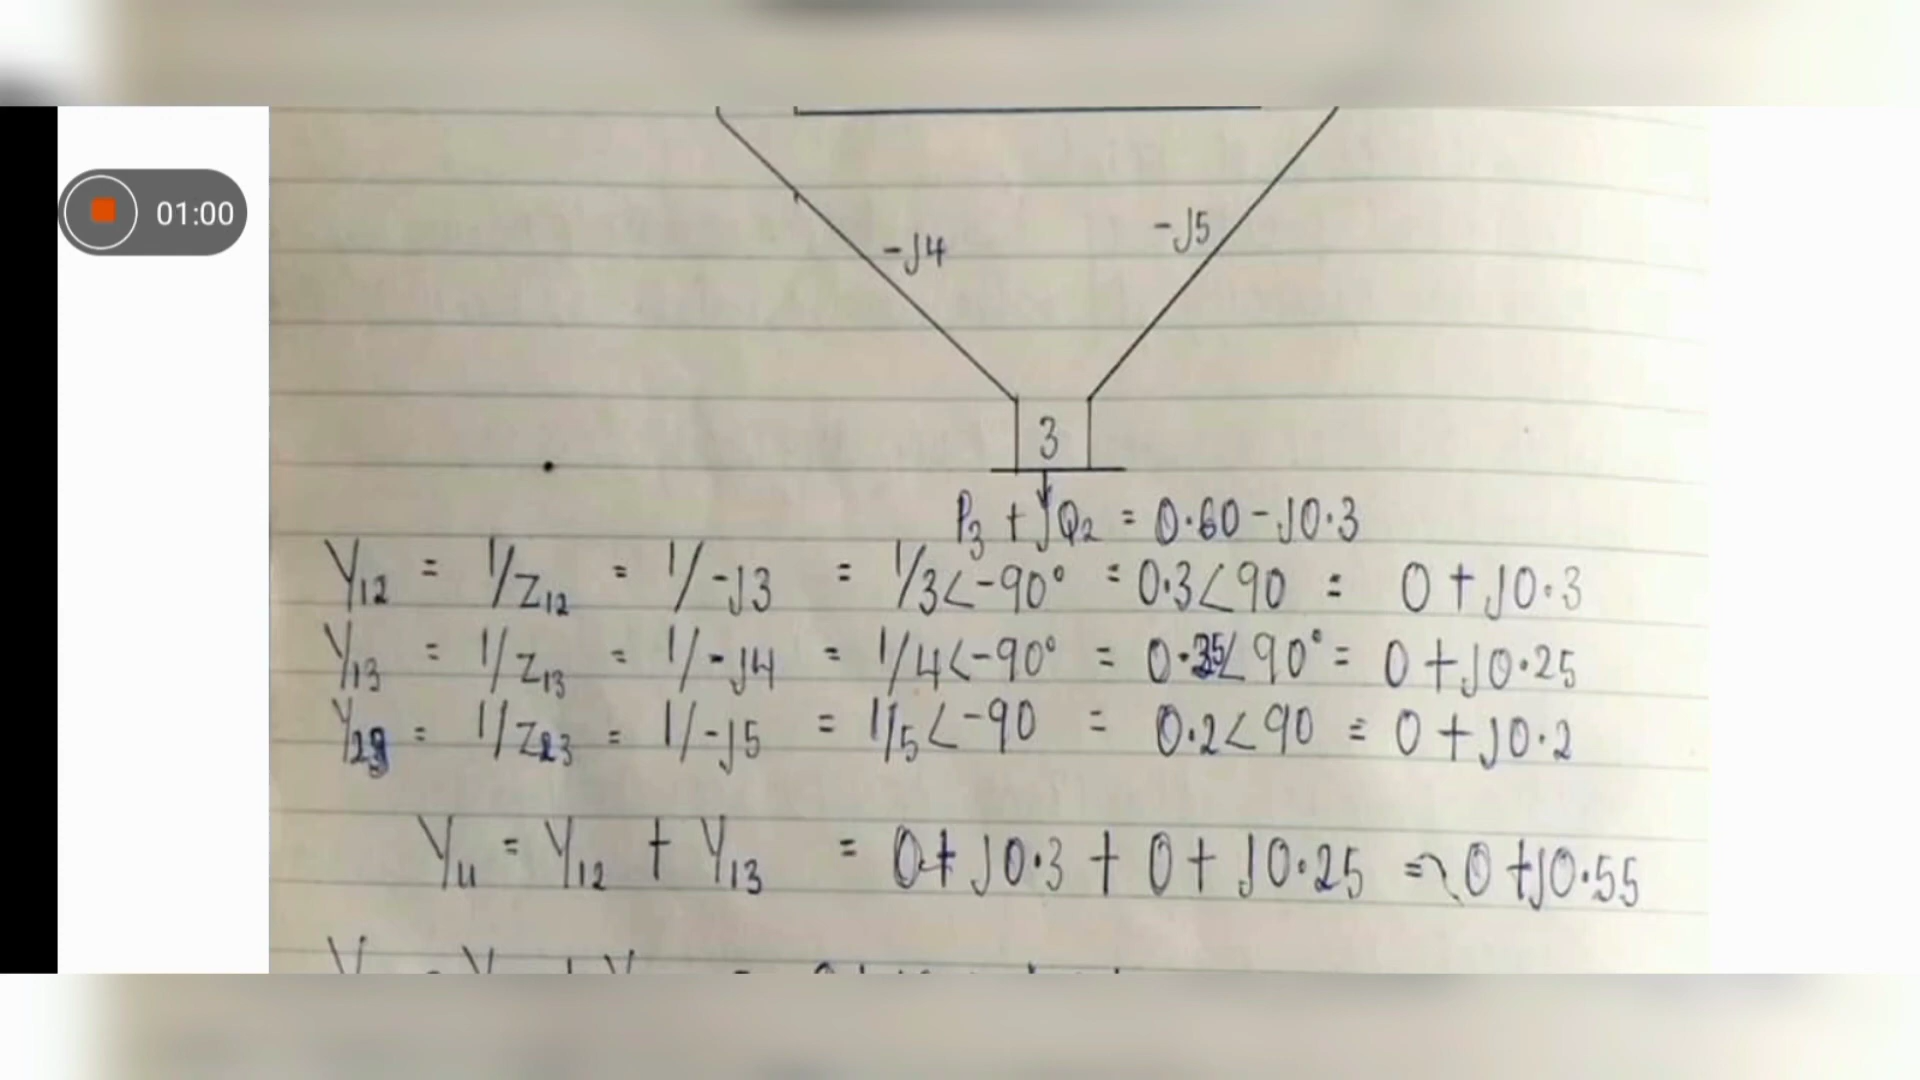 01:00
-J4
-J5
3
P3 + jQ2 = 0.60 - J0.3
Y12 = 1/Z12 = 1/-J3 = 1/3<-90° = 0.3<90 = 0 + J0.3
Y13 = 1/Z13 = 1/-J4 = 1/4<-90° = 0.25<90° = 0 + J0.25
Y23 = 1/Z23 = 1/-J5 = 1/5<-90 = 0.2<90 = 0 + J0.2
Y11 = Y12 + Y13 = 0 + J0.3 + 0 + J0.25 => 0 + J0.55